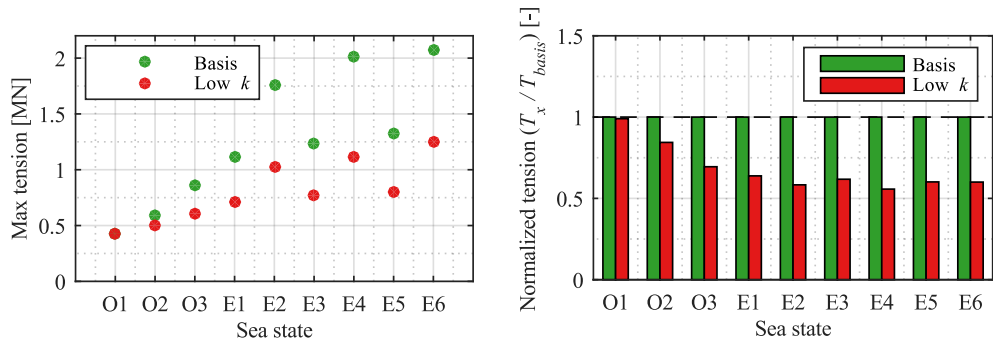 Max tension [MN]
2
1.5
1
0.5
0
Basis
Low k
O1 O2 O3 E1 E2 E3 E4 E5 E6
Sea state
Normalized tension (T_x / T_basis) [-]
1.5
1
0.5
0
Basis
Low k
O1 O2 O3 E1 E2 E3 E4 E5 E6
Sea state